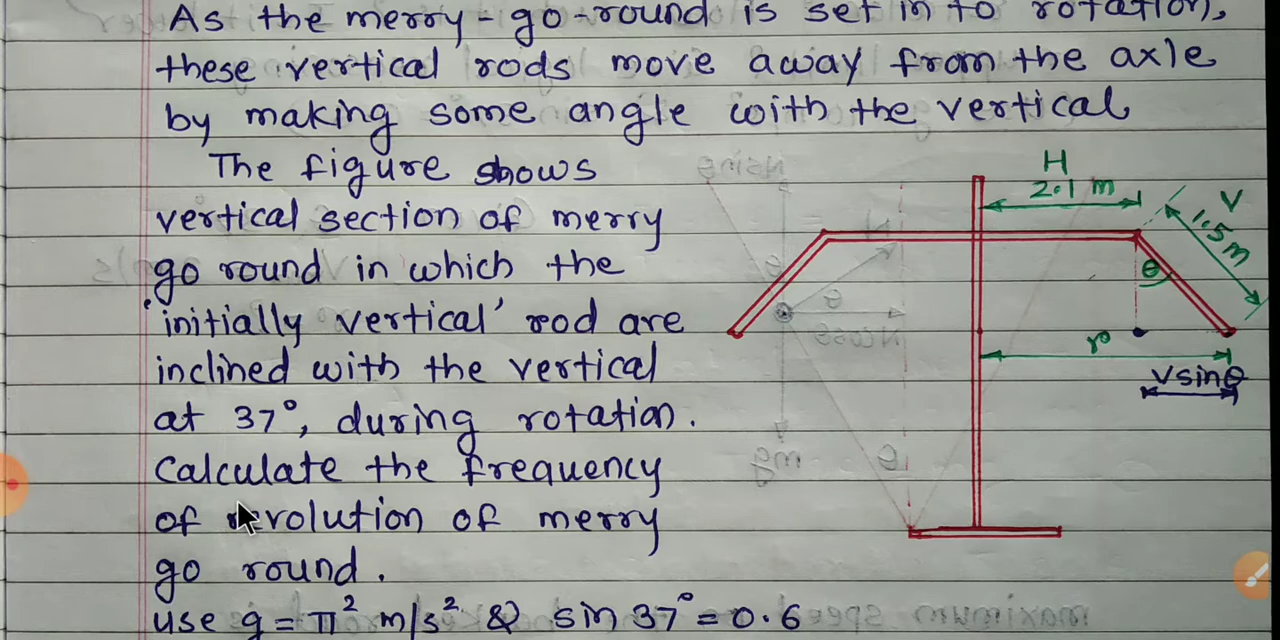 As the merry-go-round is set in to rotation,
these vertical rods move away from the axle
by making some angle with the vertical
The figure shows
vertical section of merry
go round in which the
'initially vertical' rod are
inclined with the vertical
at 37°, during rotation.
Calculate the frequency
of revolution of merry
go round.
use g = π² m/s² & sin 37° = 0.6
H
2.1 m
V
1.5 m
θ
r
V sinθ